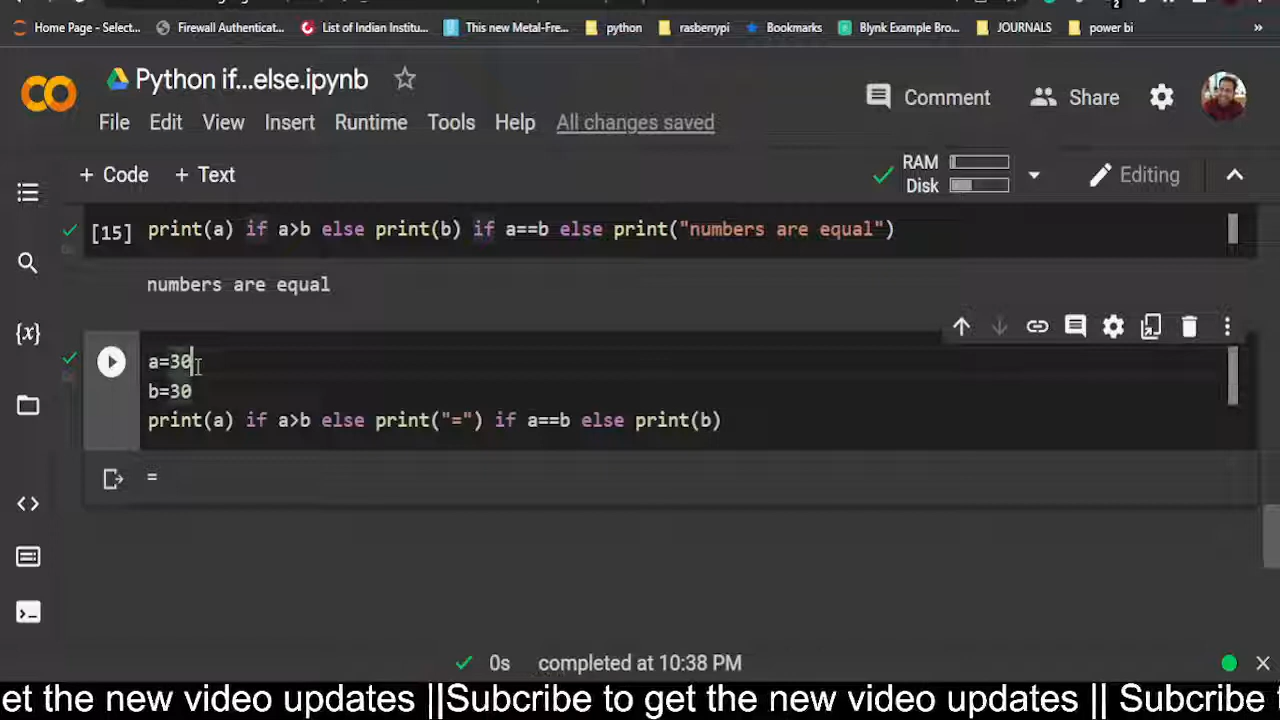 Home Page - Select... Firewall Authenticat... List of Indian Institu... This new Metal-Fre... python rasberrypi Bookmarks Blynk Example Bro... JOURNALS power bi »
Python if...else.ipynb
Comment Share
File Edit View Insert Runtime Tools Help All changes saved
+ Code + Text
RAM
Disk
Editing
[15] print(a) if a>b else print(b) if a==b else print("numbers are equal")
numbers are equal
a=30
b=30
print(a) if a>b else print("=") if a==b else print(b)
=
0s completed at 10:38 PM
et the new video updates ||Subcribe to get the new video updates || Subcribe